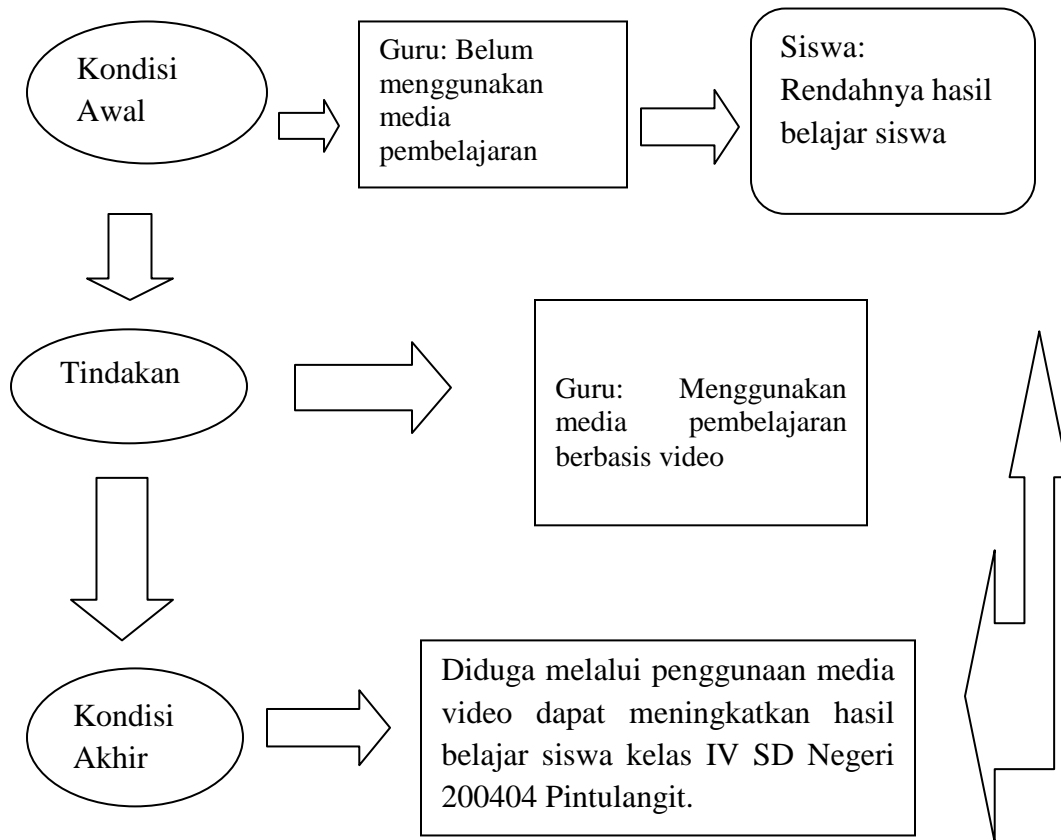 Kondisi
Awal
Guru: Belum
menggunakan
media
pembelajaran
Siswa:
Rendahnya hasil
belajar siswa
Tindakan
Guru: Menggunakan
media pembelajaran
berbasis video
Kondisi
Akhir
Diduga melalui penggunaan media
video dapat meningkatkan hasil
belajar siswa kelas IV SD Negeri
200404 Pintulangit.